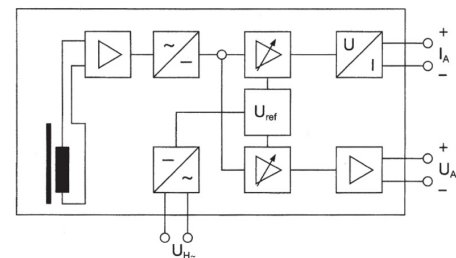 ~ –
U I
+
I_A
–
U_ref
– ~
+
U_A
–
U_H~